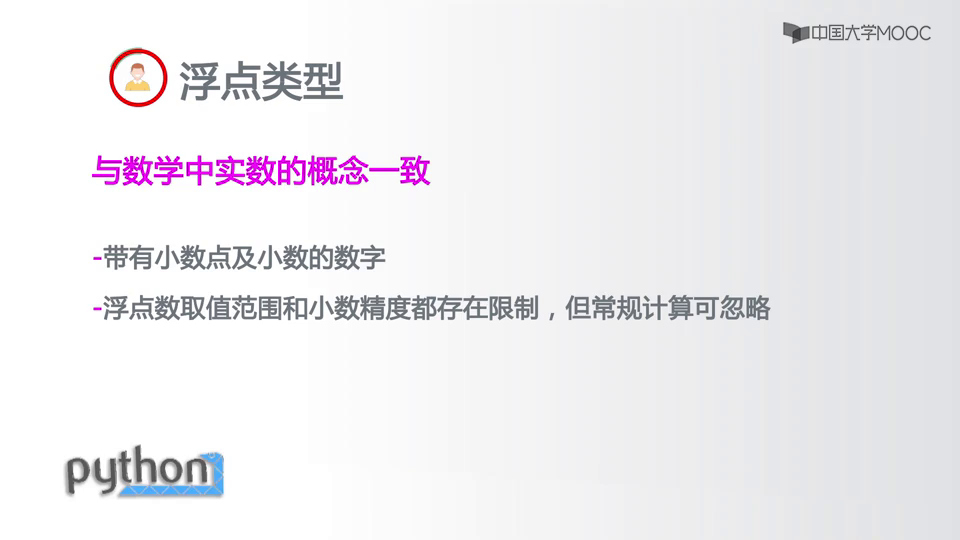 中国大学MOOC
浮点类型
与数学中实数的概念一致
-带有小数点及小数的数字
-浮点数取值范围和小数精度都存在限制，但常规计算可忽略
python